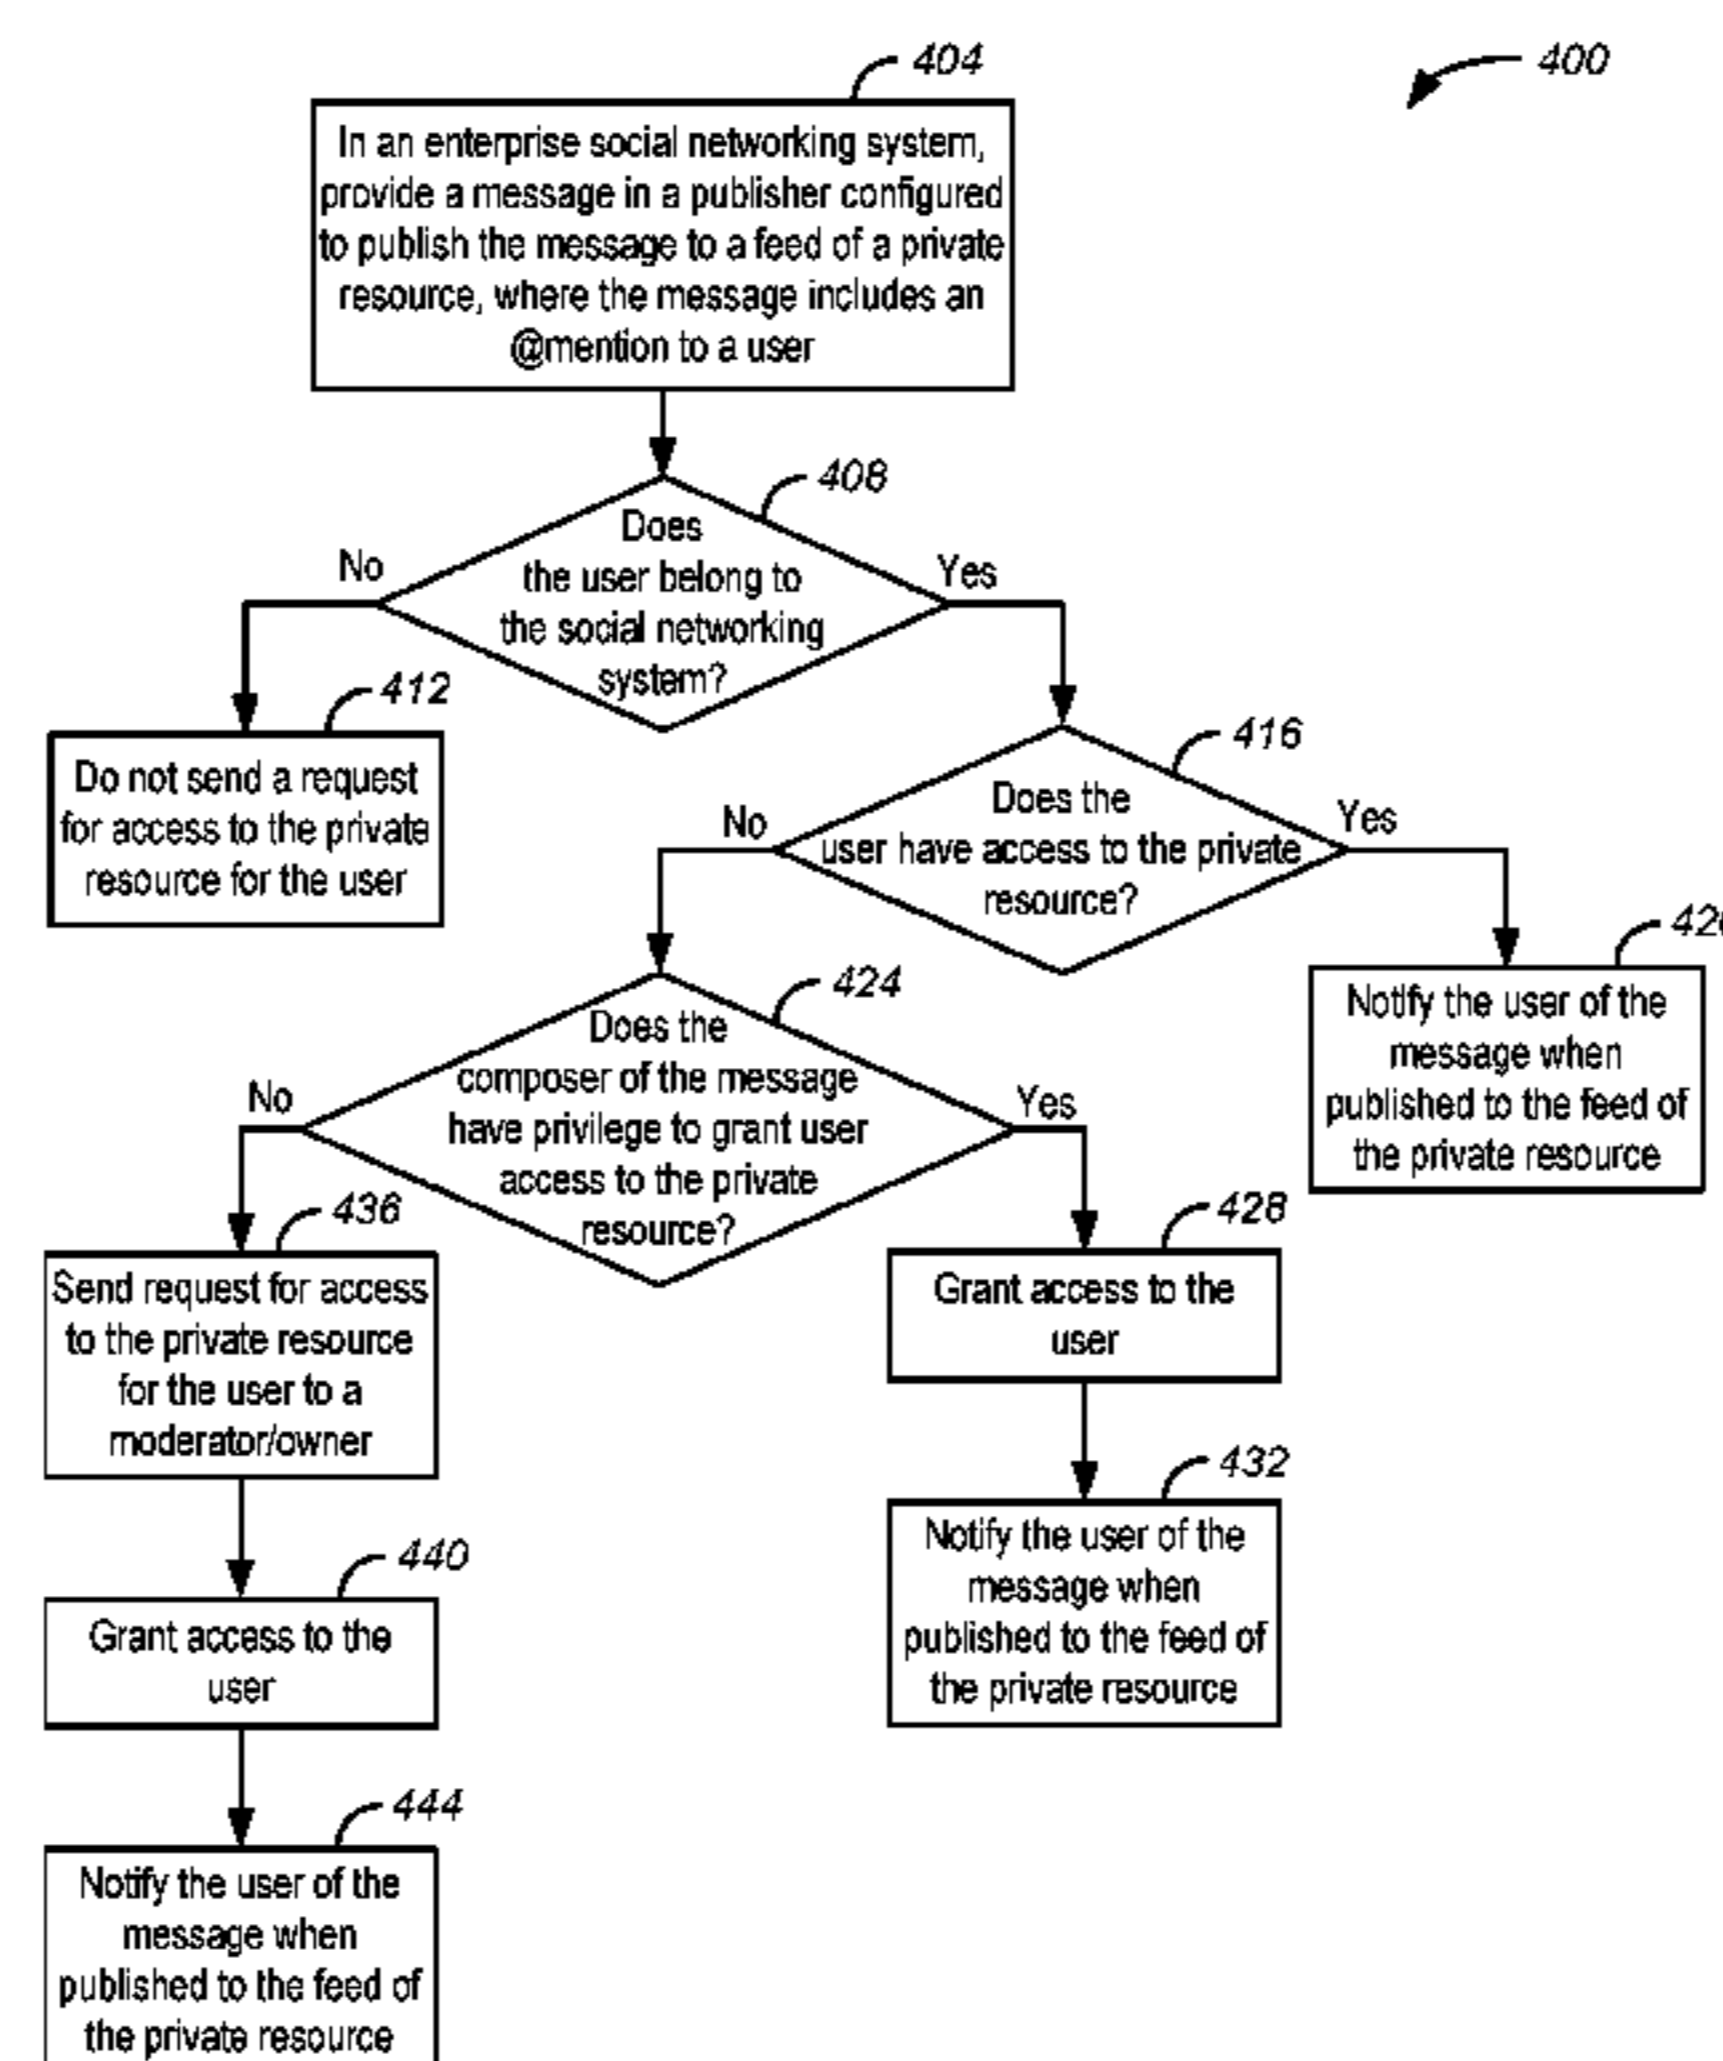 404
400
In an enterprise social networking system,
provide a message in a publisher configured
to publish the message to a feed of a private
resource, where the message includes an
@mention to a user
408
Does
the user belong to
the social networking
system?
No
Yes
412
Do not send a request
for access to the private
resource for the user
416
Does the
user have access to the private
resource?
No
Yes
Notify the user of the
message when
published to the feed of
the private resource
424
Does the
composer of the message
have privilege to grant user
access to the private
resource?
No
Yes
436
Send request for access
to the private resource
for the user to a
moderator/owner
428
Grant access to the
user
432
Notify the user of the
message when
published to the feed of
the private resource
440
Grant access to the
user
444
Notify the user of the
message when
published to the feed of
the private resource